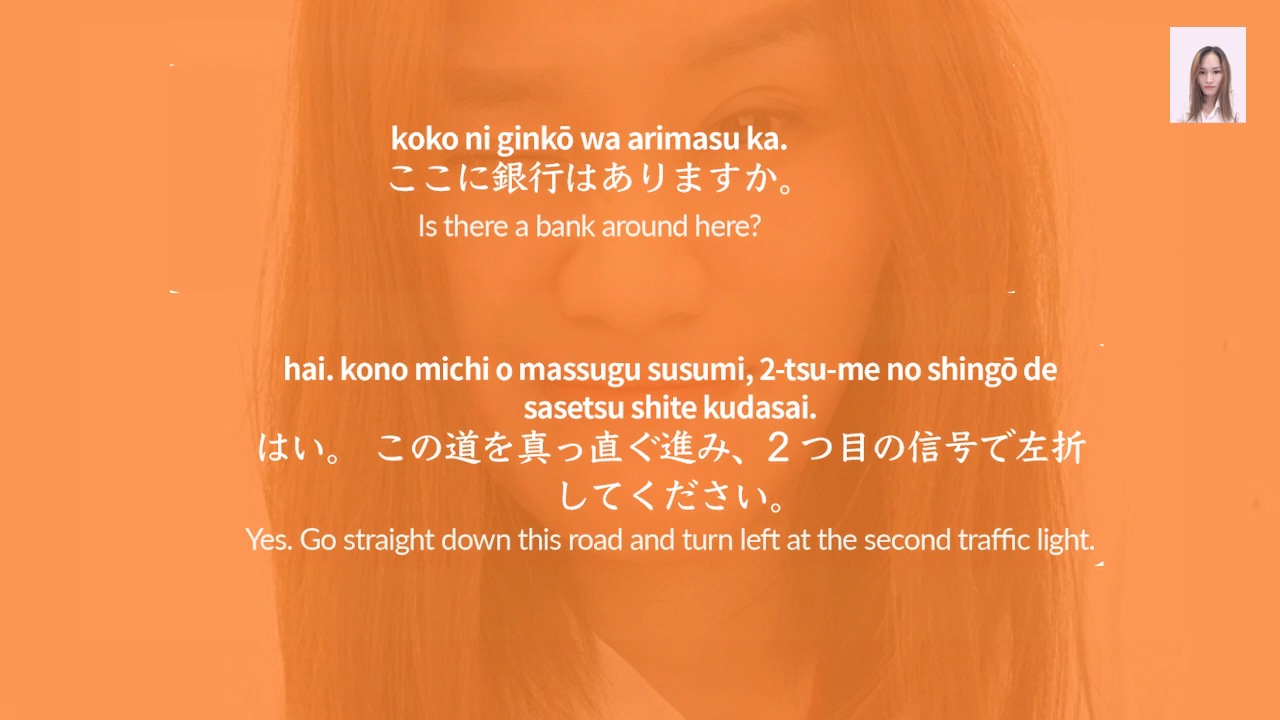 koko ni ginkō wa arimasu ka.
ここに銀行はありますか。
Is there a bank around here?
hai. kono michi o massugu susumi, 2-tsu-me no shingō de
sasetsu shite kudasai.
はい。 この道を真っ直ぐ進み、2つ目の信号で左折
してください。
Yes. Go straight down this road and turn left at the second traffic light.